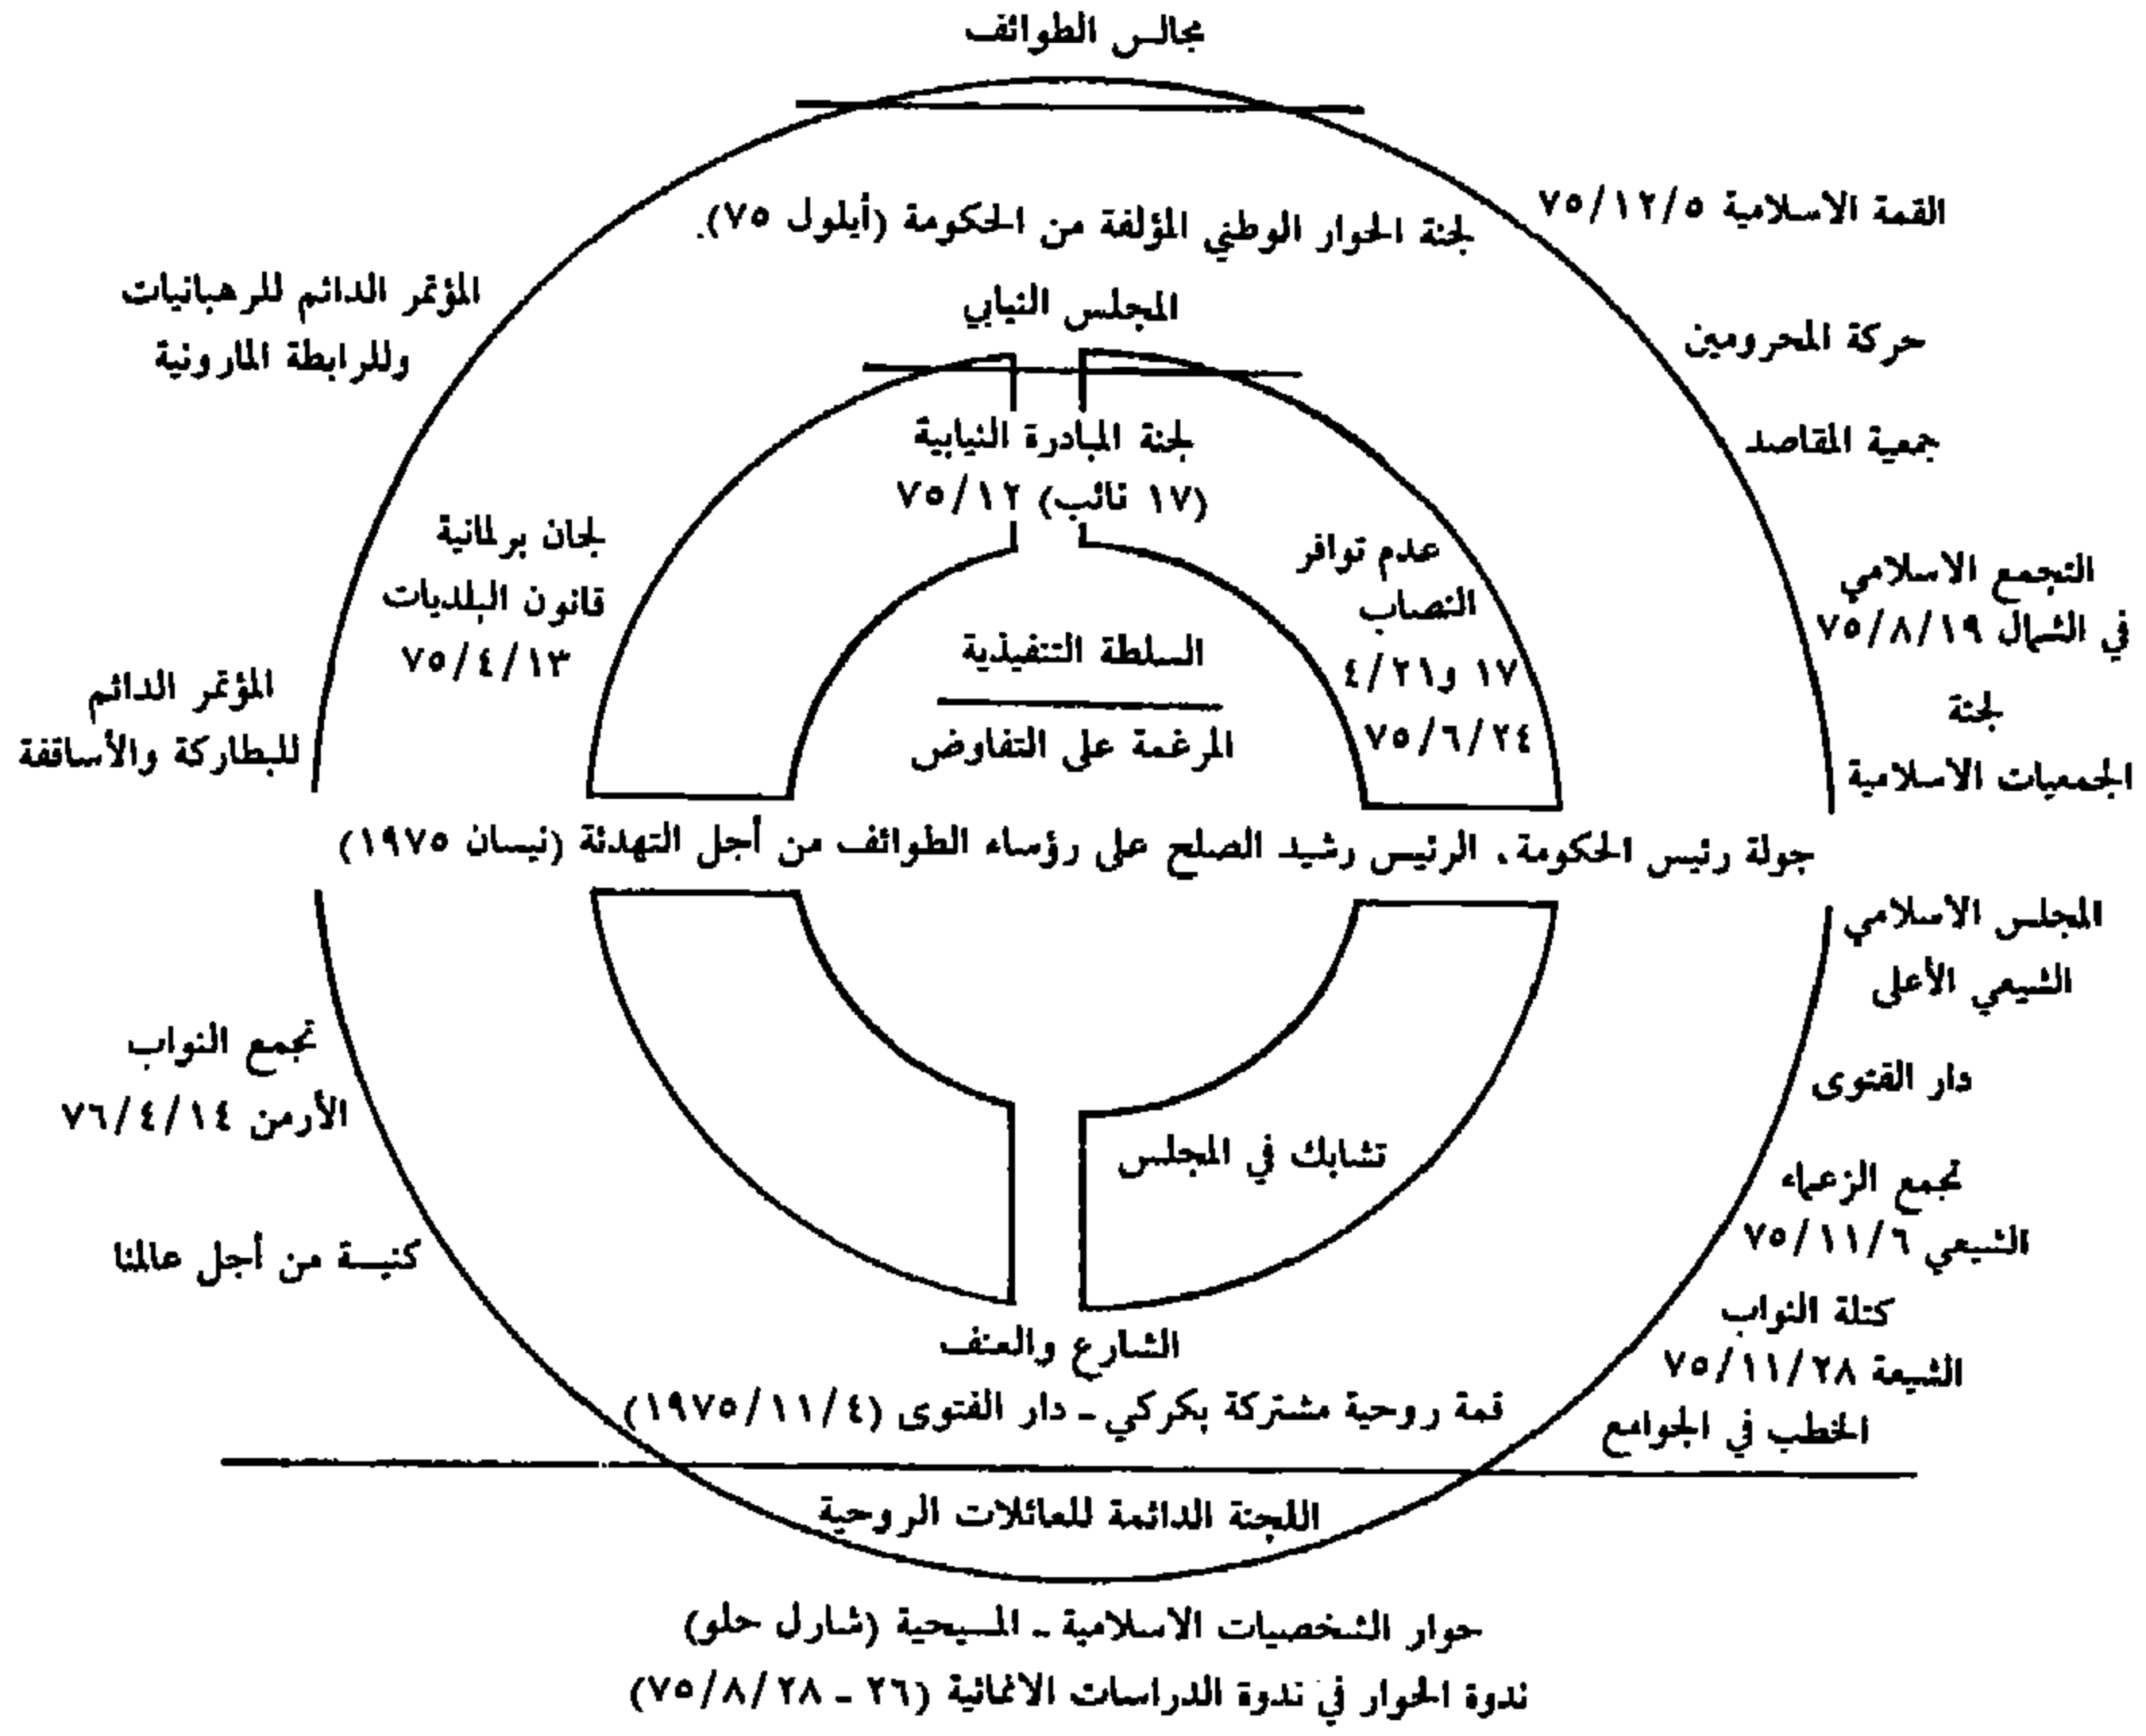 مجالس الطوائف
القمة الاسلامية ٧٥/١٢/٥
لجنة الحوار الوطني المؤلفة من الحكومة (أيلول ٧٥).
المؤتمر الدائم للرهبانيات
وللرابطة المارونية
المجلس النيابي
حركة المحرومين
جمعية المقاصد
لجنة المبادرة النيابية
(١٧ نائب) ٧٥/١٢
التجمع الاسلامي
في الشمال ٧٥/٨/١٩
عدم توافر
النصاب
١٧ و٤/٢٦
٧٥/٦/٢٤
لجان برلمانية
قانون البلديات
٧٥/٤/١٣
السلطة التتفيذية
المرغمة على التفاوض
لجنة
الجمعيات الاسلامية
المؤتمر الدائم
للبطاركة والأساقفة
جولة رئيس الحكومة، الرئيس رشيد الصلح على رؤساء الطوائف من أجل التهدئة (نيسان ١٩٧٥)
المجلس الاسلامي
الشيعي الأعلى
دار الفتوى
تجمع النواب
الأرمن ٧٦/٤/١٤
تشابك في المجلس
تجمع الزعماء
الشيعي ٧٥/١١/٦
كنيسة من أجل عالمنا
كتلة النواب
الشيعة ٧٥/١١/٢٨
الشارع والعنف
قمة روحية مشتركة بكركي ـ دار الفتوى (١٩٧٥/١١/٤)
الخطب في الجوامع
اللجنة الدائمة للعائلات الروحية
حوار الشخصيات الاسلامية ـ المسيحية (شارل حلو)
ندوة الحوار في ندوة الدراسات الانمائية (٢٦ ـ ٧٥/٨/٢٨)